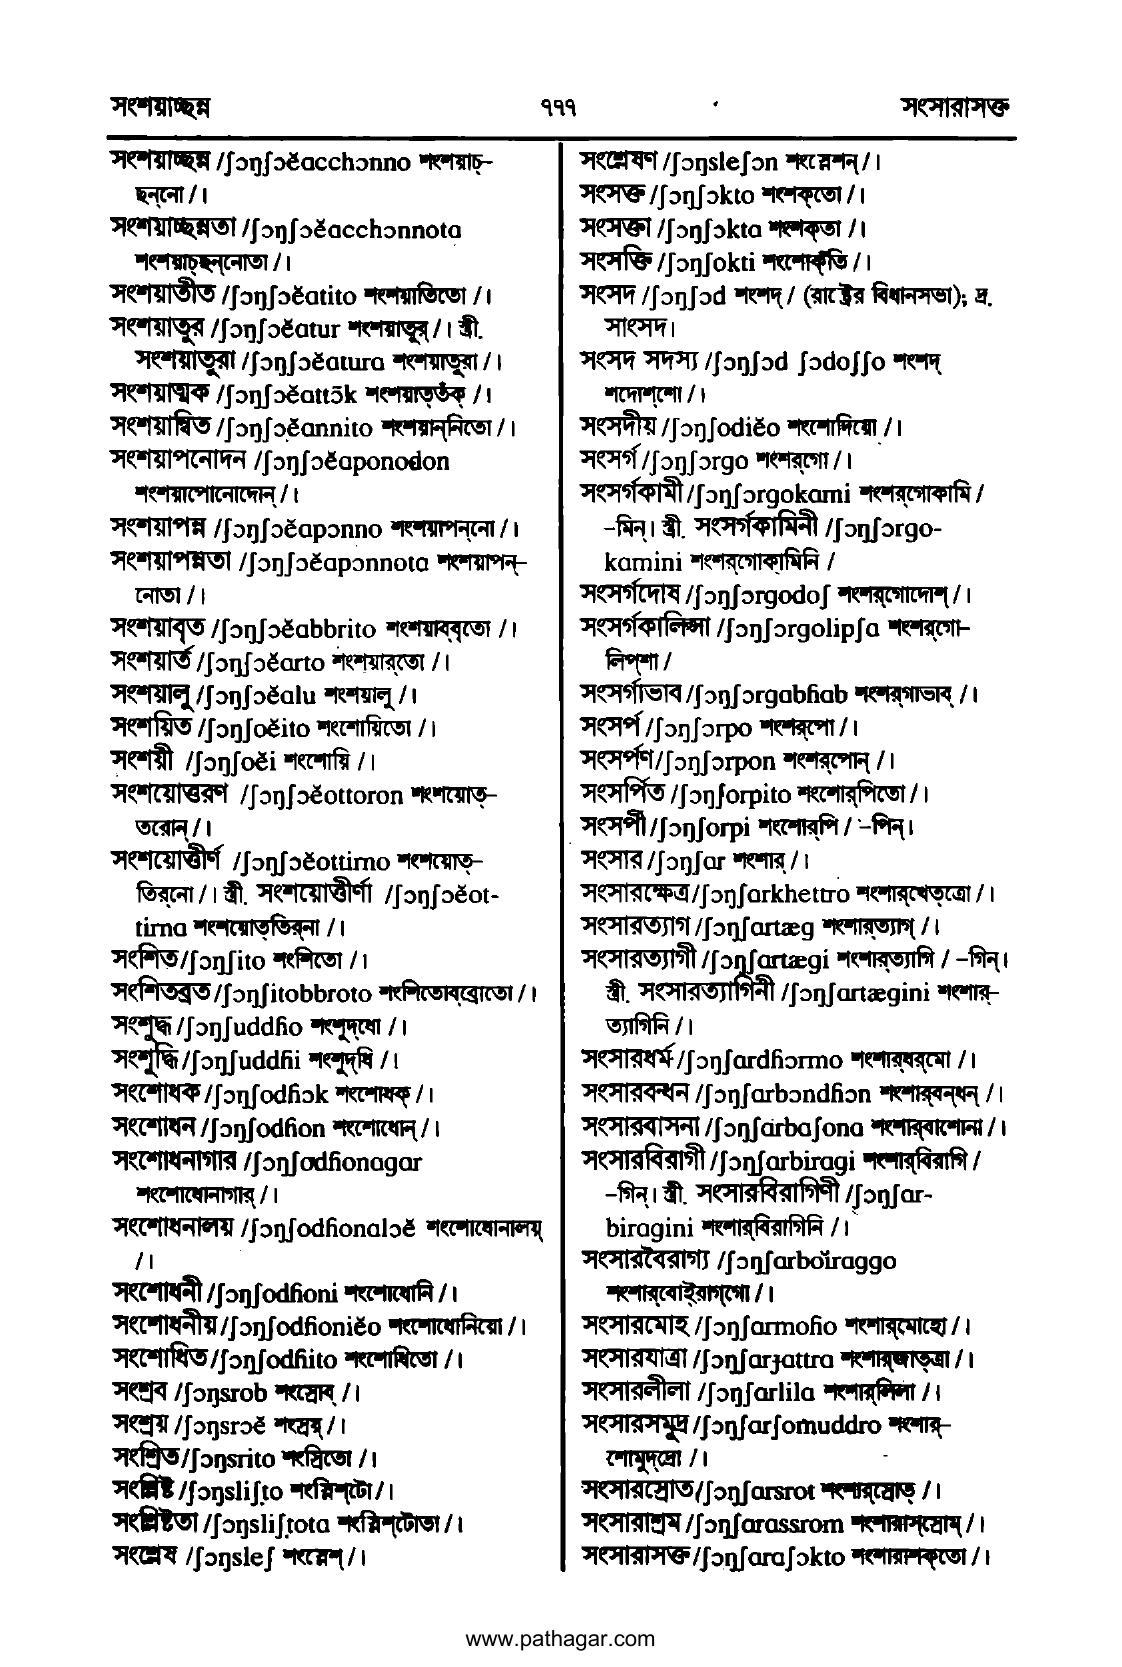 সংশয়াচ্ছন্ন ৭৭৭ সংসারাসক্ত
সংশয়াচ্ছন্ন /ʃɔŋʃɔĕacchɔnno শংশয়াচ্-
ছন্‌নো /।
সংশয়াচ্ছন্নতা /ʃɔŋʃɔĕacchɔnnota
শংশয়াচ্‌ছন্‌নোতা /।
সংশয়াতীত /ʃɔŋʃɔĕatito শংশয়াতিতো /।
সংশয়াতুর /ʃɔŋʃɔĕatur শংশয়াতুর্ /। স্ত্রী.
সংশয়াতুরা /ʃɔŋʃɔĕatura শংশয়াতুরা /।
সংশয়াত্মক /ʃɔŋʃɔĕattɔ̃k শংশয়াত্‌তঁক্ /।
সংশয়ান্বিত /ʃɔŋʃɔĕannito শংশয়ান্‌নিতো /।
সংশয়াপনোদন /ʃɔŋʃɔĕaponodon
শংশয়াপোনোদোন্ /।
সংশয়াপন্ন /ʃɔŋʃɔĕapɔnno শংশয়াপন্‌নো /।
সংশয়াপন্নতা /ʃɔŋʃɔĕapɔnnota শংশয়াপন্-
নোতা /।
সংশয়াবৃত /ʃɔŋʃɔĕabbrito শংশয়াব্‌বৃতো /।
সংশয়ার্ত /ʃɔŋʃɔĕarto শংশয়ার্‌তো /।
সংশয়ালু /ʃɔŋʃɔĕalu শংশয়ালু /।
সংশয়িত /ʃɔŋʃoĕito শংশোয়িতো /।
সংশয়ী /ʃɔŋʃoĕi শংশোয়ি /।
সংশয়োত্তরণ /ʃɔŋʃɔĕottoron শংশয়োত্-
তরোন্ /।
সংশয়োত্তীর্ণ /ʃɔŋʃɔĕottirno শংশয়োত্-
তির্‌নো /। স্ত্রী. সংশয়োত্তীর্ণা /ʃɔŋʃɔĕot-
tirna শংশয়োত্‌তির্‌না /।
সংশিত /ʃɔŋʃito শংশিতো /।
সংশিতব্রত /ʃɔŋʃitobbroto শংশিতোব্‌ব্রোতো /।
সংশুদ্ধ /ʃɔŋʃuddɦo শংশুদ্‌ধো /।
সংশুদ্ধি /ʃɔŋʃuddɦi শংশুদ্‌ধি /।
সংশোধক /ʃɔŋʃodɦɔk শংশোধক্ /।
সংশোধন /ʃɔŋʃodɦon শংশোধোন্ /।
সংশোধনাগার /ʃɔŋʃodɦonagar
শংশোধোনাগার্ /।
সংশোধনালয় /ʃɔŋʃodɦonalɔĕ শংশোধোনালয়্
/।
সংশোধনী /ʃɔŋʃodɦoni শংশোধোনি /।
সংশোধনীয় /ʃɔŋʃodɦoniĕo শংশোধোনিয়ো /।
সংশোধিত /ʃɔŋʃodɦito শংশোধিতো /।
সংশ্রব /ʃɔŋsrob শংস্রোব্ /।
সংশ্রয় /ʃɔŋsrɔĕ শংস্রয়্ /।
সংশ্রিত /ʃɔŋsrito শংস্রিতো /।
সংশ্লিষ্ট /ʃɔŋsliʃṭo শংস্লিশ্‌টো /।
সংশ্লিষ্টতা /ʃɔŋsliʃṭota শংস্লিশ্‌টোতা /।
সংশ্লেষ /ʃɔŋsleʃ শংস্লেশ্ /।
সংশ্লেষণ /ʃɔŋsleʃɔn শংস্লেশন্ /।
সংসক্ত /ʃɔŋʃɔkto শংশক্‌তো /।
সংসক্তা /ʃɔŋʃɔkta শংশক্‌তা /।
সংসক্তি /ʃɔŋʃokti শংশোক্‌তি /।
সংসদ /ʃɔŋʃɔd শংশদ্ / (রাষ্ট্রের বিধানসভা); দ্র.
সাংসদ।
সংসদ সদস্য /ʃɔŋʃɔd ʃɔdoʃʃo শংশদ্
শদোশ্‌শো /।
সংসদীয় /ʃɔŋʃodiĕo শংশোদিয়ো /।
সংসর্গ /ʃɔŋʃɔrgo শংশর্‌গো /।
সংসর্গকামী /ʃɔŋʃɔrgokami শংশর্‌গোকামি /
-মিন্। স্ত্রী. সংসর্গকামিনী /ʃɔŋʃɔrgo-
kamini শংশর্‌গোকামিনি /
সংসর্গদোষ /ʃɔŋʃɔrgodoʃ শংশর্‌গোদোশ্ /।
সংসর্গকালিপ্সা /ʃɔŋʃɔrgolipʃa শংশর্‌গো-
লিপ্‌শা /
সংসর্গাভাব /ʃɔŋʃɔrgabɦab শংশর্‌গাভাব্ /।
সংসর্প /ʃɔŋʃɔrpo শংশর্‌পো /।
সংসর্পণ /ʃɔŋʃɔrpon শংশর্‌পোন্ /।
সংসর্পিত /ʃɔŋʃorpito শংশোর্‌পিতো /।
সংসর্পী /ʃɔŋʃorpi শংশোর্‌পি / -পিন্।
সংসার /ʃɔŋʃar শংশার্ /।
সংসারক্ষেত্র /ʃɔŋʃarkhettro শংশার্‌খেত্‌ত্রো /।
সংসারত্যাগ /ʃɔŋʃartæg শংশার্‌ত্যাগ্ /।
সংসারত্যাগী /ʃɔŋʃartægi শংশার্‌ত্যাগি / -গিন্।
স্ত্রী. সংসারত্যাগিনী /ʃɔŋʃartægini শংশার্-
ত্যাগিনি /।
সংসারধর্ম /ʃɔŋʃardɦɔrmo শংশার্‌ধর্‌মো /।
সংসারবন্ধন /ʃɔŋʃarbɔndɦɔn শংশার্‌বন্‌ধন্ /।
সংসারবাসনা /ʃɔŋʃarbaʃona শংশার্‌বাশোনা /।
সংসারবিরাগী /ʃɔŋʃarbiragi শংশার্‌বিরাগি /
-গিন্। স্ত্রী. সংসারবিরাগিণী /ʃɔŋʃar-
biragini শংশার্‌বিরাগিনি /।
সংসারবৈরাগ্য /ʃɔŋʃarboĭraggo
শংশার্‌বোই্‌রাগ্‌গো /।
সংসারমোহ /ʃɔŋʃarmoɦo শংশার্‌মোহো /।
সংসারযাত্রা /ʃɔŋʃarɟattra শংশার্‌জাত্‌ত্রা /।
সংসারলীলা /ʃɔŋʃarlila শংশার্‌লিলা /।
সংসারসমুদ্র /ʃɔŋʃarʃomuddro শংশার্-
শোমুদ্‌দ্রো /।
সংসারস্রোত /ʃɔŋʃarsrot শংশার্‌স্রোত্ /।
সংসারাশ্রম /ʃɔŋʃarassrom শংশারাস্‌স্রোম্ /।
সংসারাসক্ত /ʃɔŋʃaraʃɔkto শংশারাশক্‌তো /।
www.pathagar.com